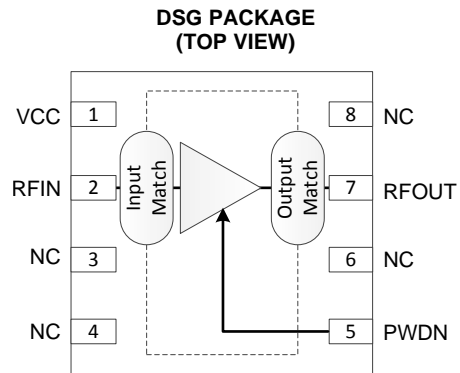 DSG PACKAGE
(TOP VIEW)
VCC 1
8 NC
RFIN 2
Input Match
Output Match
7 RFOUT
NC 3
6 NC
NC 4
5 PWDN